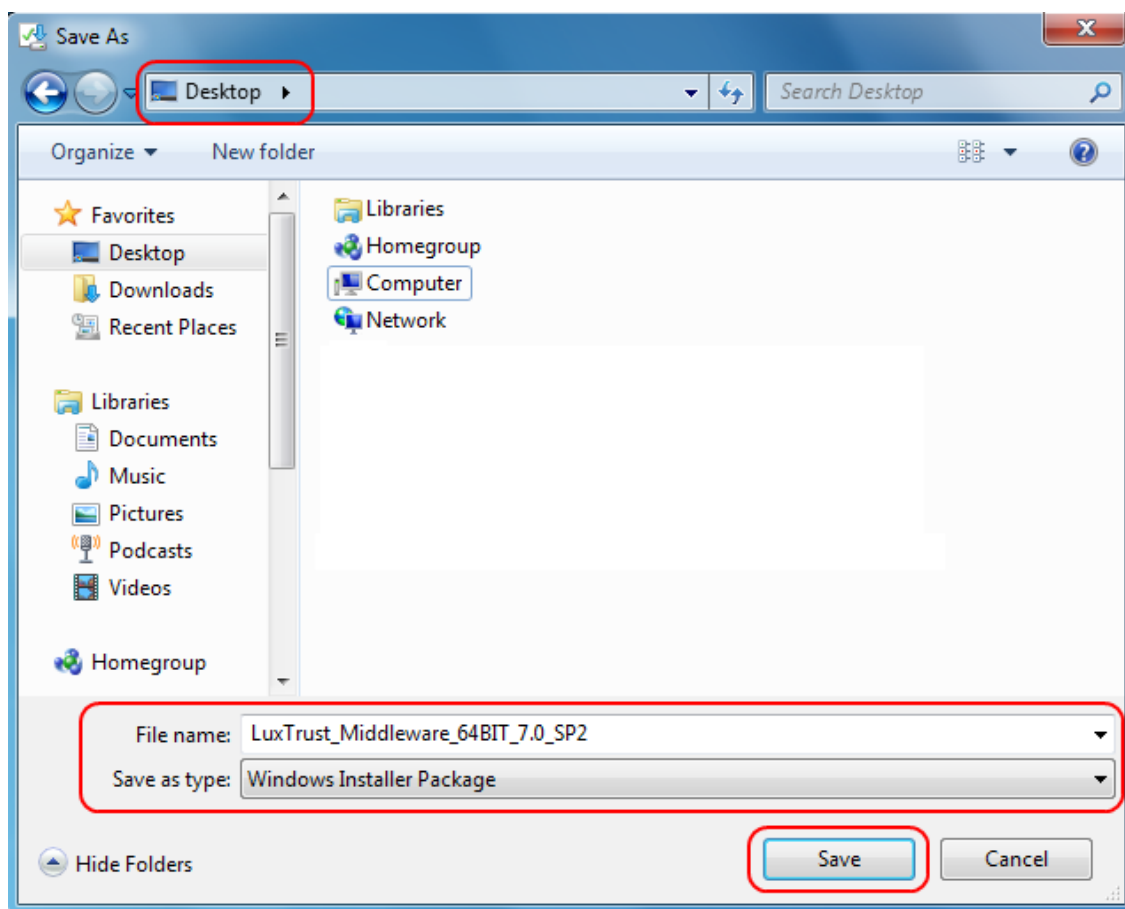 Save As
Desktop
Search Desktop
Organize
New folder
Favorites
Desktop
Downloads
Recent Places
Libraries
Documents
Music
Pictures
Podcasts
Videos
Homegroup
Libraries
Homegroup
Computer
Network
File name: LuxTrust_Middleware_64BIT_7.0_SP2
Save as type: Windows Installer Package
Hide Folders
Save
Cancel